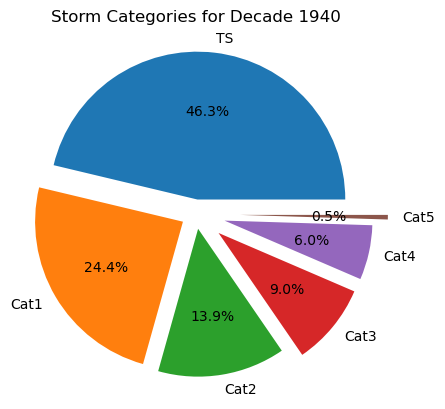 Storm Categories for Decade 1940
TS
46.3%
0.5%
Cat5
6.0%
Cat4
24.4%
9.0%
Cat1
13.9%
Cat3
Cat2